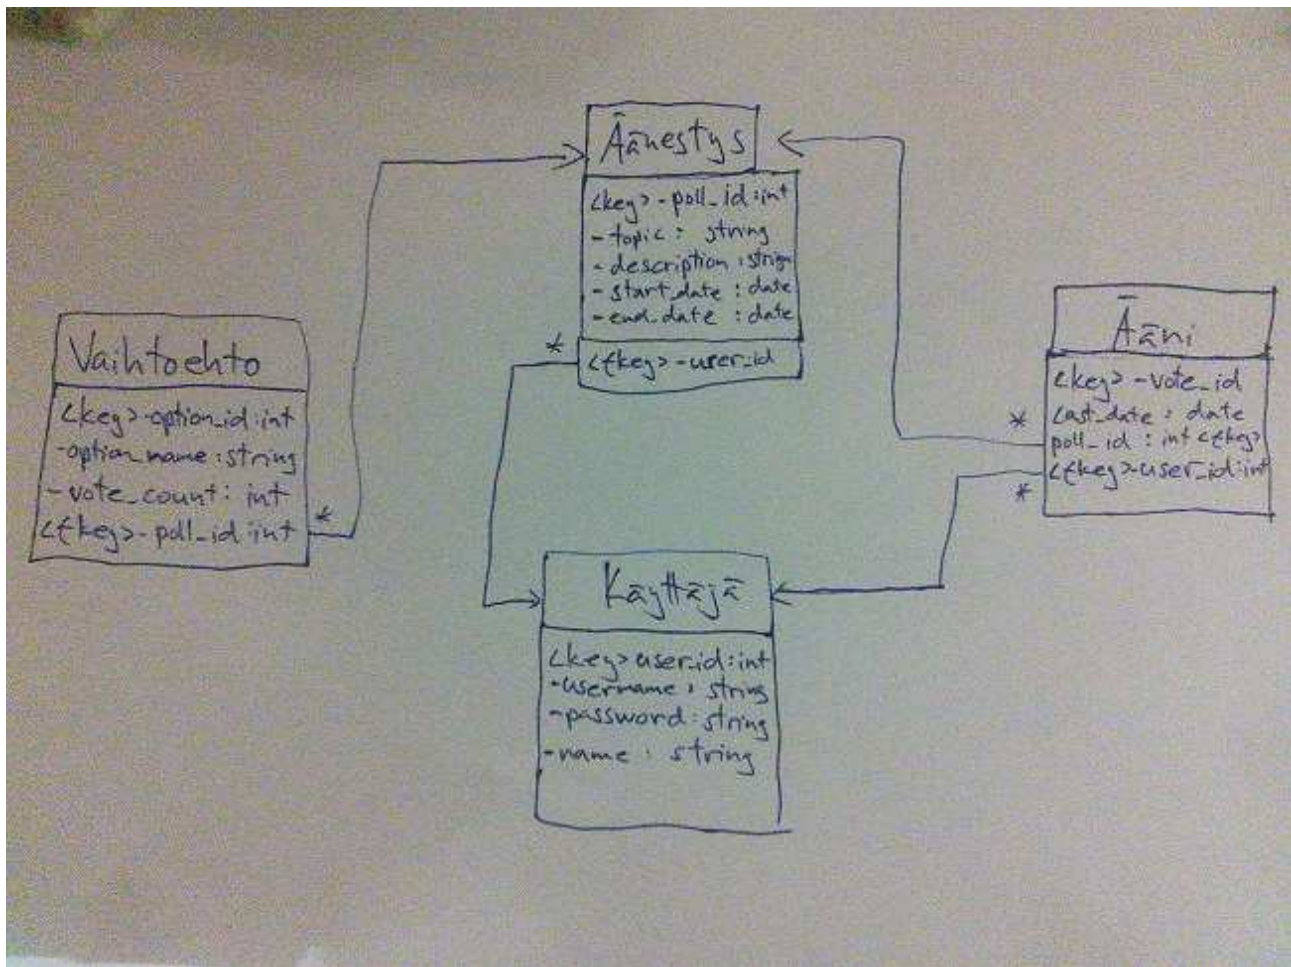 Äänestys
<key> -poll_id:int
- topic : string
- description : strign
- start_date : date
- end_date : date
*
<fkey> -user_id
Vaihtoehto
<key>-option_id:int
-option_name:string
-vote_count: int
<fkey>-poll_id:int
*
Ääni
<key> -vote_id
cast_date : date
*
poll_id : int <fkey>
<fkey>-user_id:int
*
Käyttäjä
<key>user_id:int
-username : string
-password:string
-name : string